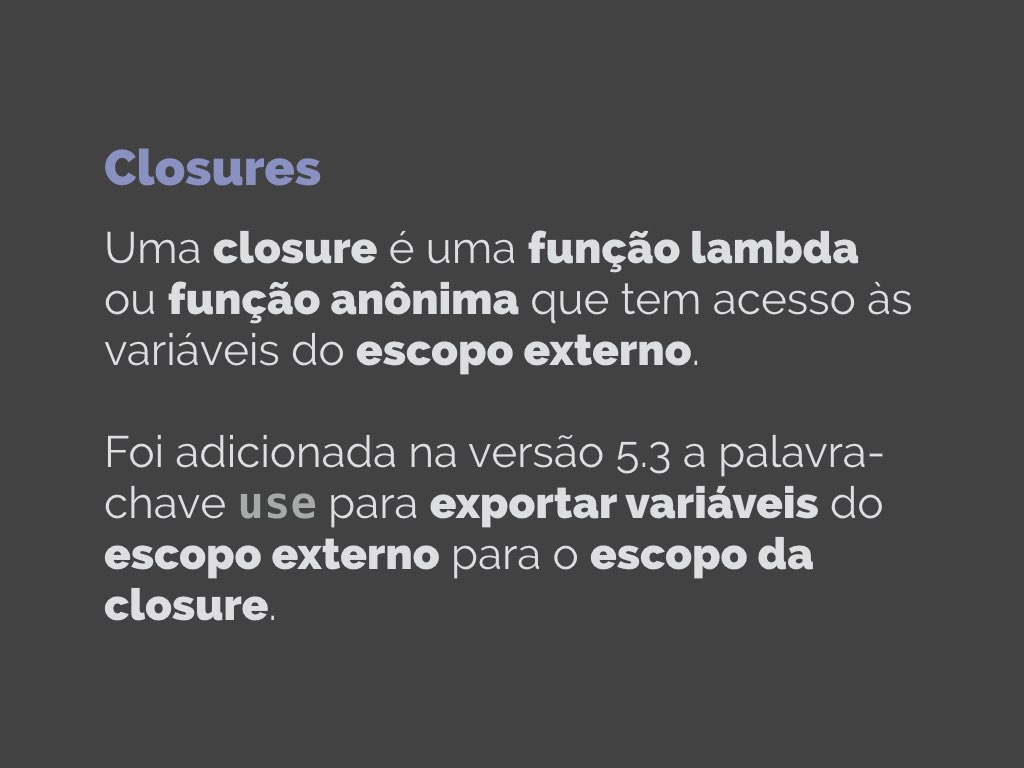 Closures
Uma closure é uma função lambda
ou função anônima que tem acesso às
variáveis do escopo externo.
Foi adicionada na versão 5.3 a palavra-
chave use para exportar variáveis do
escopo externo para o escopo da
closure.